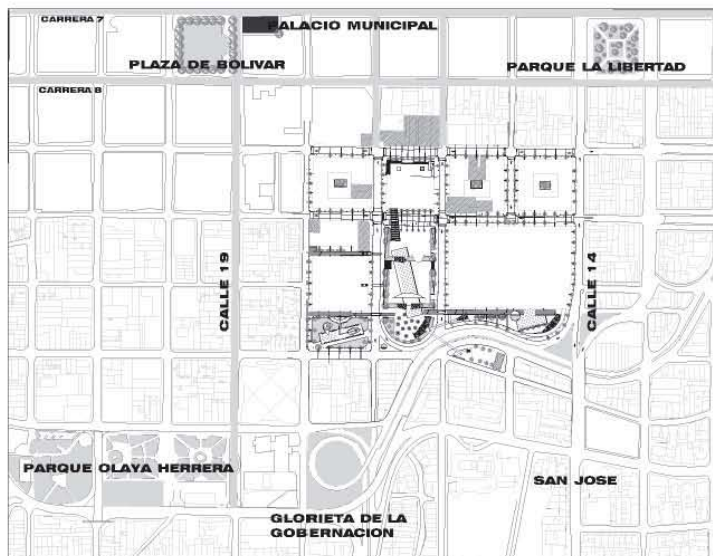 CARRERA 7
PALACIO MUNICIPAL
PLAZA DE BOLIVAR
PARQUE LA LIBERTAD
CARRERA 8
CALLE 19
CALLE 14
PARQUE OLAYA HERRERA
SAN JOSE
GLORIETA DE LA
GOBERNACION